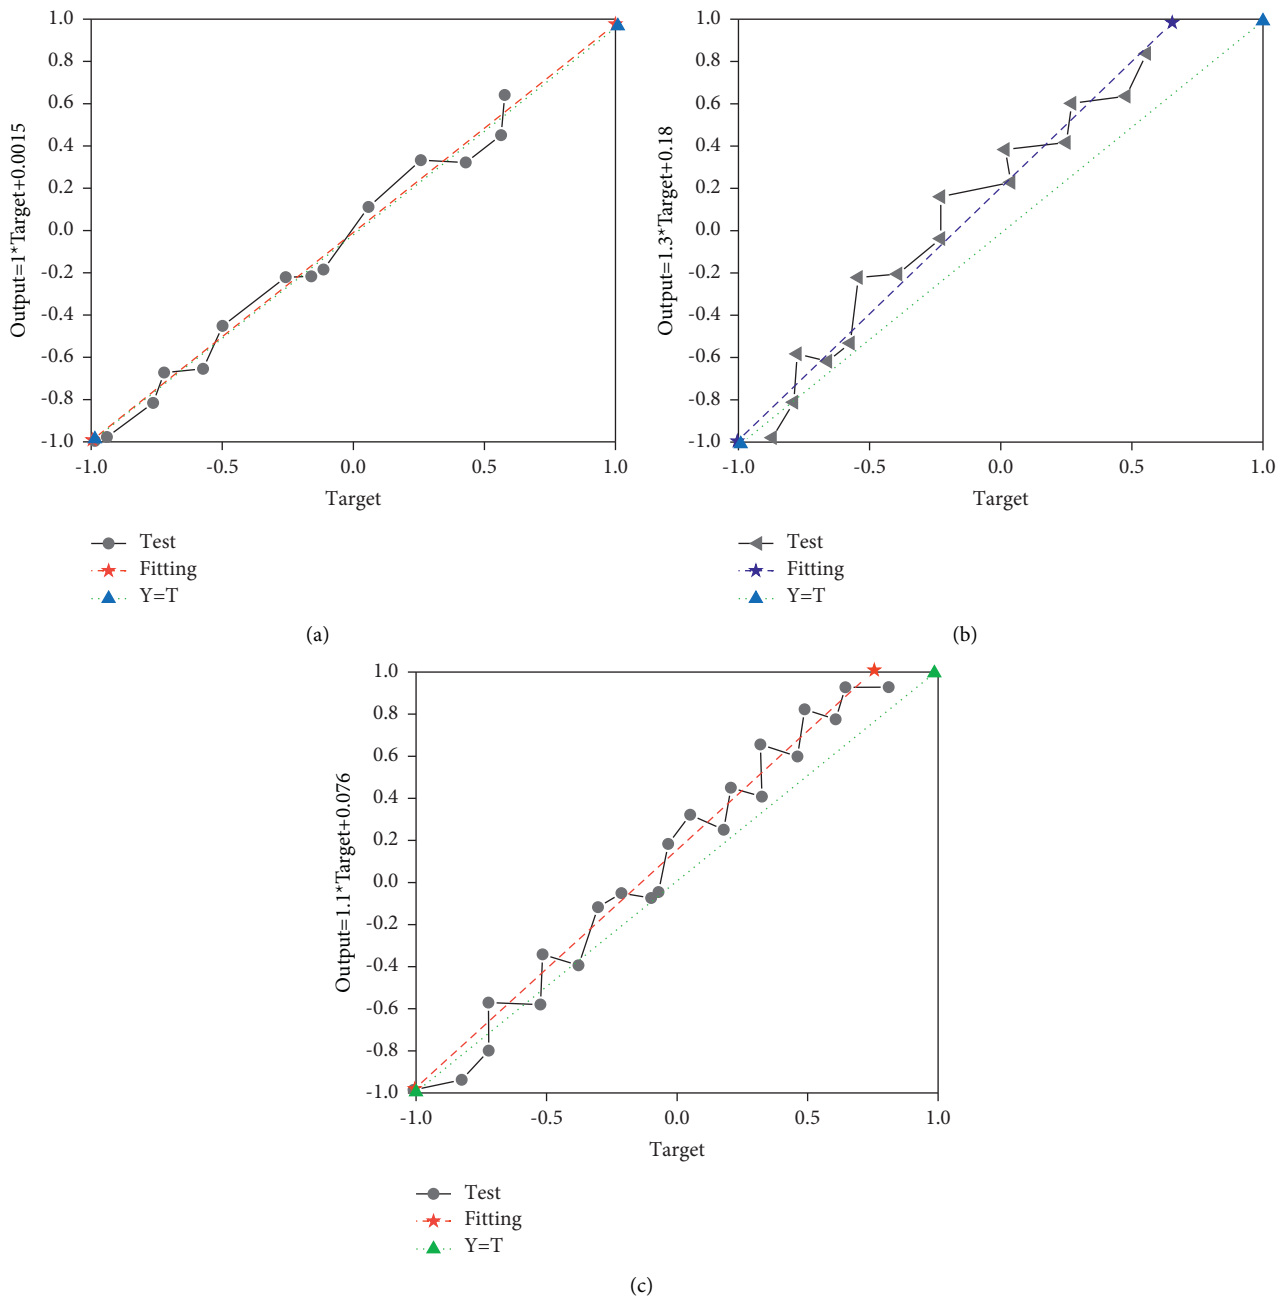 Output=1*Target+0.0015
1.0
0.8
0.6
0.4
0.2
0.0
-0.2
-0.4
-0.6
-0.8
-1.0
-1.0 -0.5 0.0 0.5 1.0
Target
Test
Fitting
Y=T
(a)
Output=1.3*Target+0.18
1.0
0.8
0.6
0.4
0.2
0.0
-0.2
-0.4
-0.6
-0.8
-1.0
-1.0 -0.5 0.0 0.5 1.0
Target
Test
Fitting
Y=T
(b)
Output=1.1*Target+0.076
1.0
0.8
0.6
0.4
0.2
0.0
-0.2
-0.4
-0.6
-0.8
-1.0
-1.0 -0.5 0.0 0.5 1.0
Target
Test
Fitting
Y=T
(c)